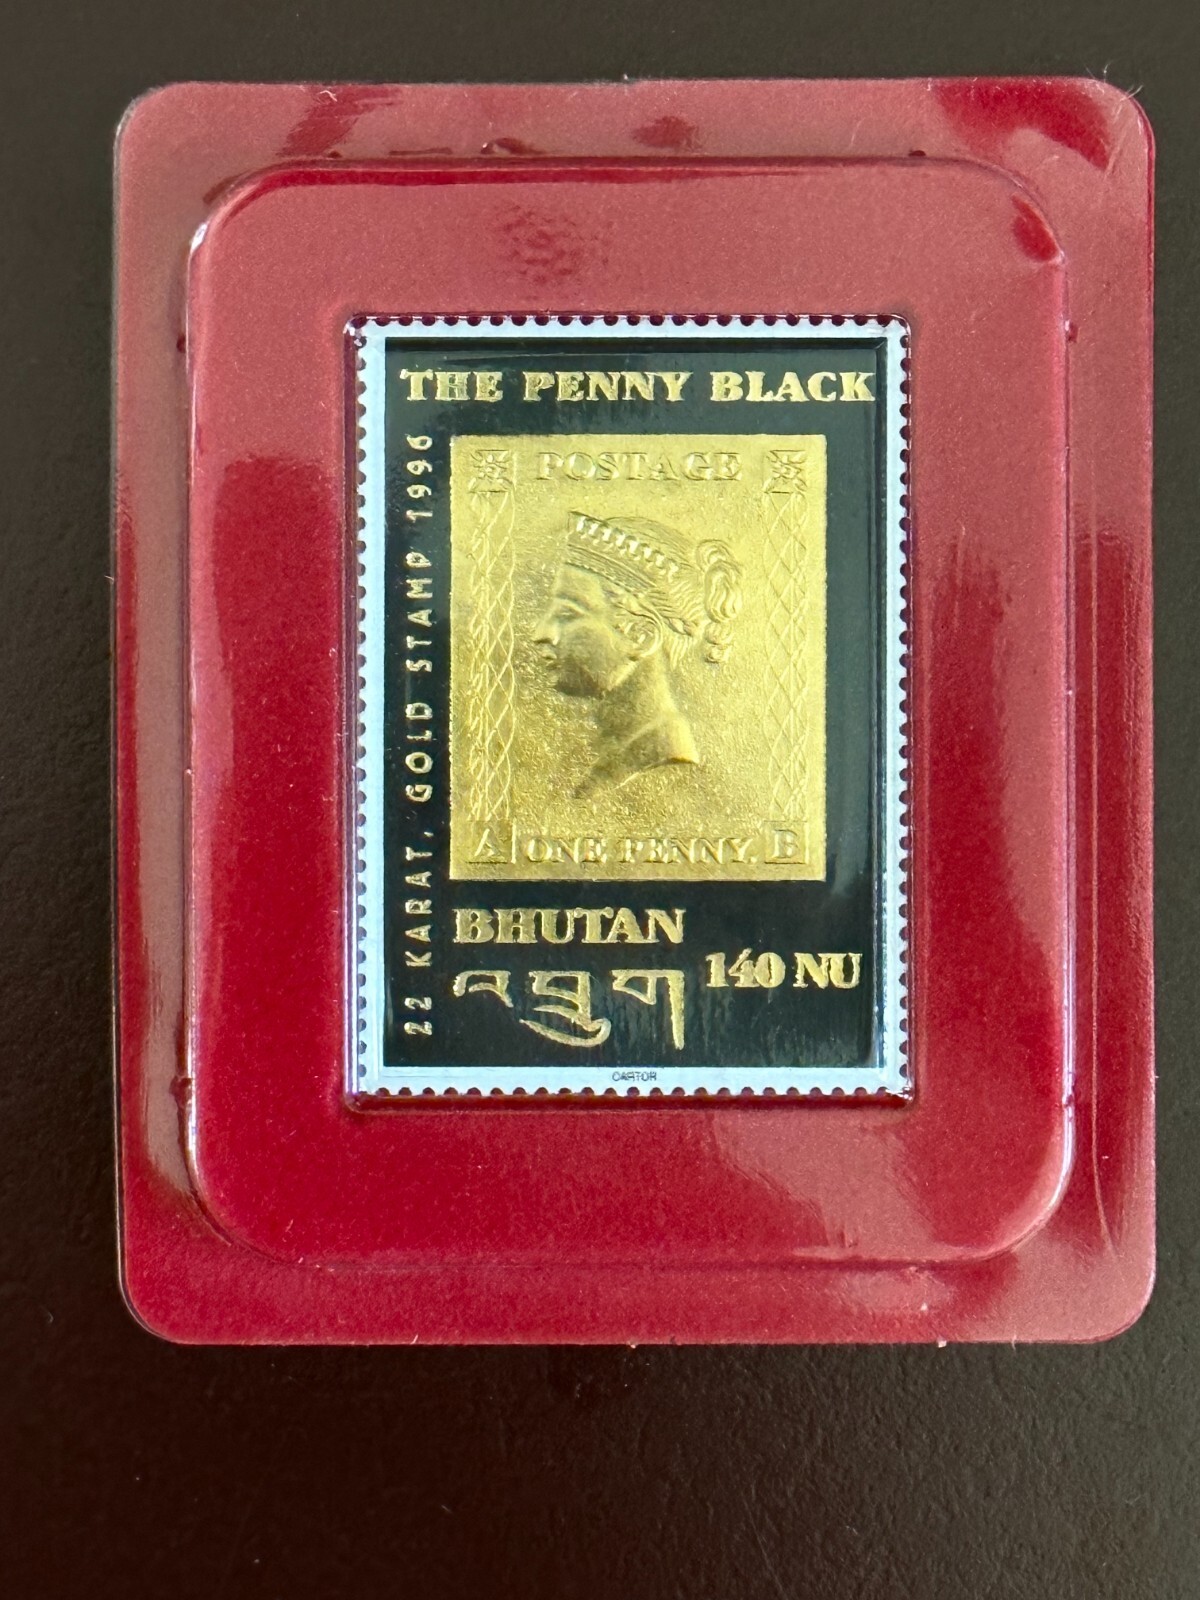 THE PENNY BLACK
22 KARAT, GOLD STAMP 1996
POSTAGE
A ONE PENNY. B
BHUTAN
འབྲུག
140 NU
CARTOR